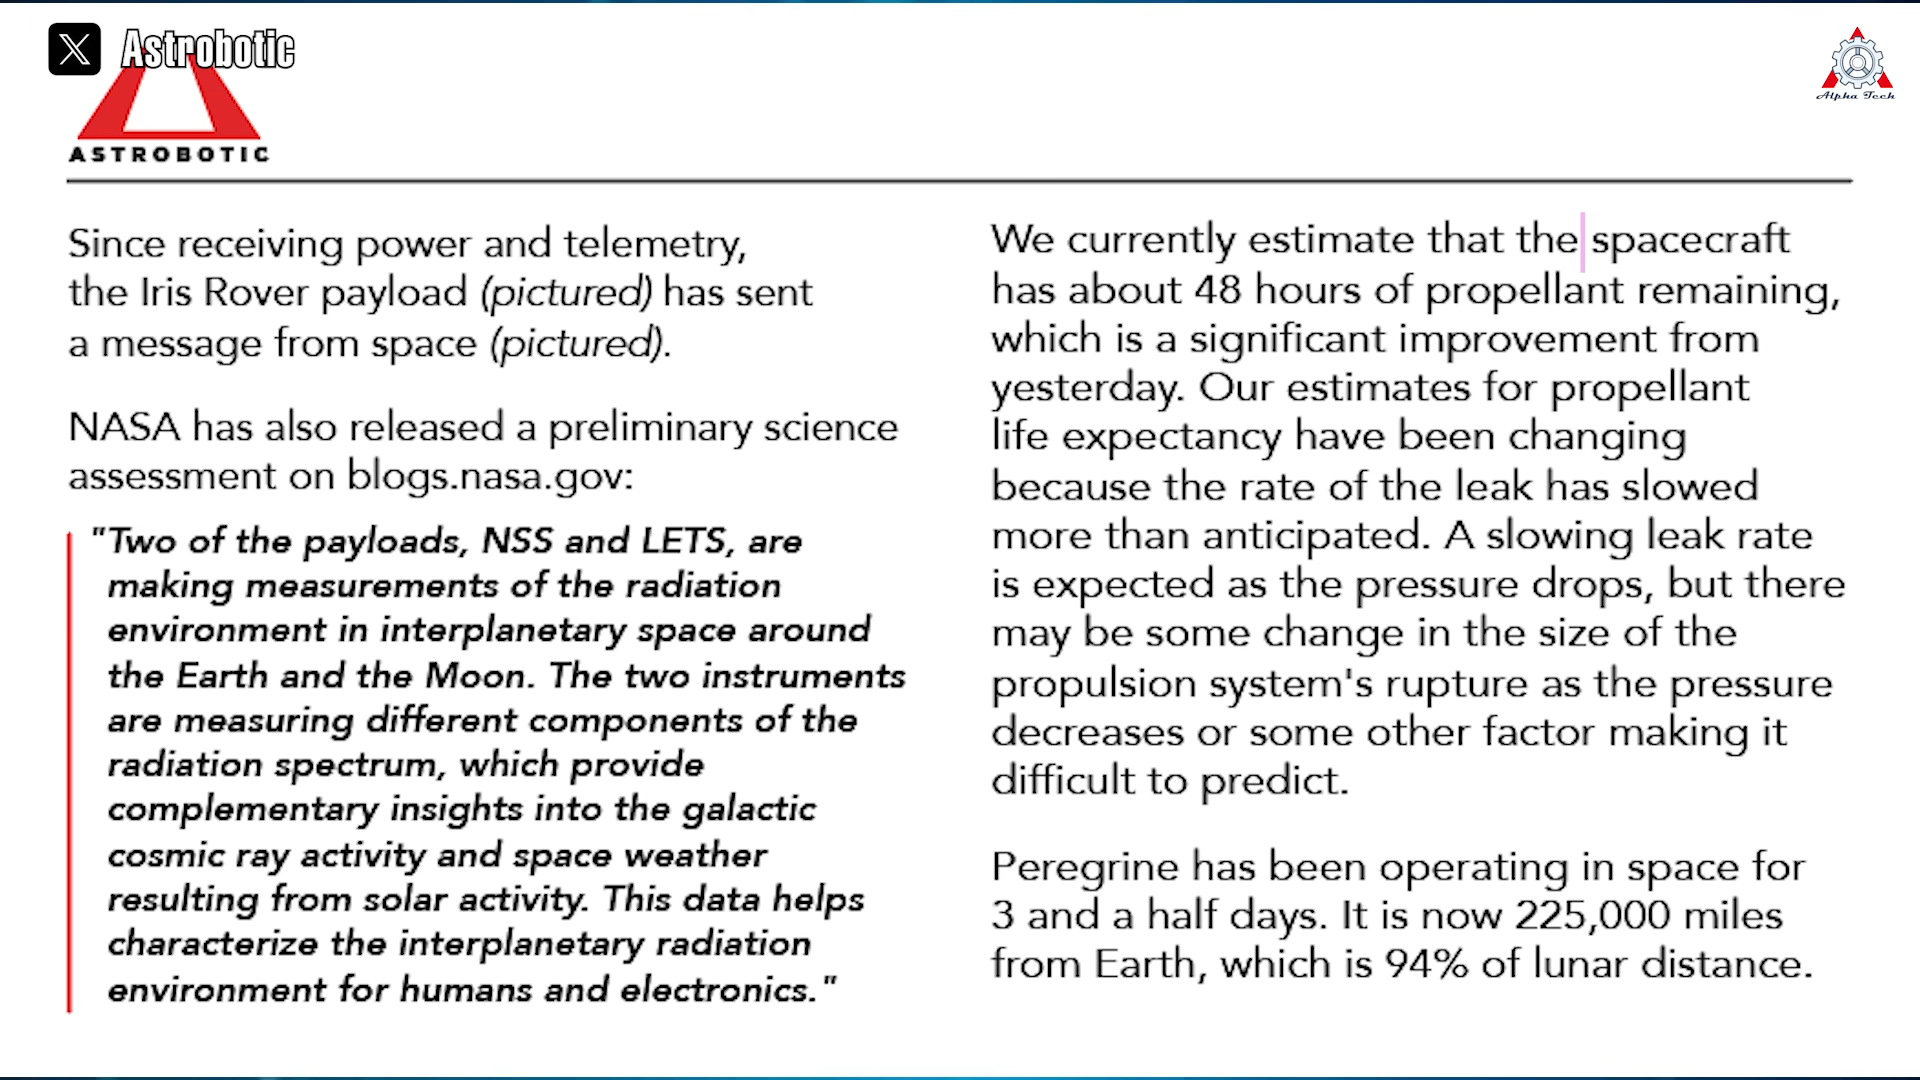 Astrobotic
ASTROBOTIC
Alpha Tech
Since receiving power and telemetry,
the Iris Rover payload (pictured) has sent
a message from space (pictured).
NASA has also released a preliminary science
assessment on blogs.nasa.gov:
"Two of the payloads, NSS and LETS, are
making measurements of the radiation
environment in interplanetary space around
the Earth and the Moon. The two instruments
are measuring different components of the
radiation spectrum, which provide
complementary insights into the galactic
cosmic ray activity and space weather
resulting from solar activity. This data helps
characterize the interplanetary radiation
environment for humans and electronics."
We currently estimate that the spacecraft
has about 48 hours of propellant remaining,
which is a significant improvement from
yesterday. Our estimates for propellant
life expectancy have been changing
because the rate of the leak has slowed
more than anticipated. A slowing leak rate
is expected as the pressure drops, but there
may be some change in the size of the
propulsion system's rupture as the pressure
decreases or some other factor making it
difficult to predict.
Peregrine has been operating in space for
3 and a half days. It is now 225,000 miles
from Earth, which is 94% of lunar distance.